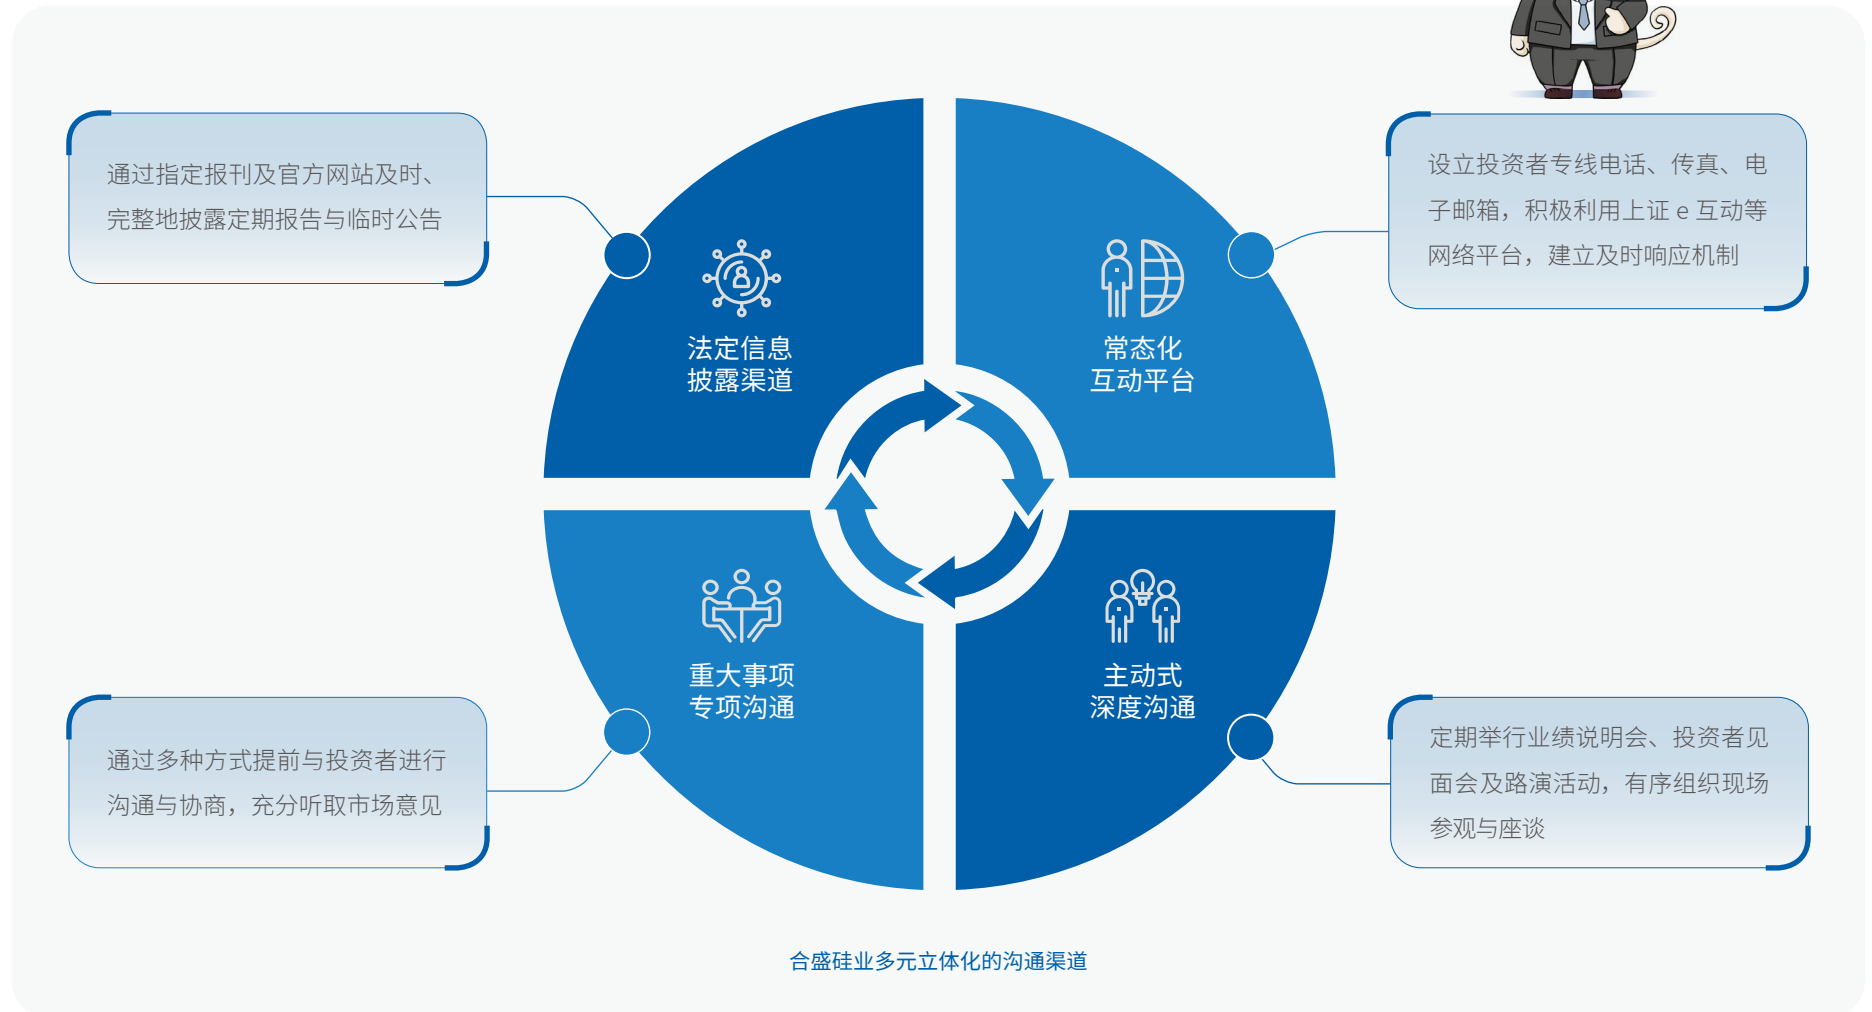 通过指定报刊及官方网站及时、
完整地披露定期报告与临时公告
法定信息
披露渠道
常态化
互动平台
设立投资者专线电话、传真、电
子邮箱，积极利用上证 e 互动等
网络平台，建立及时响应机制
通过多种方式提前与投资者进行
沟通与协商，充分听取市场意见
重大事项
专项沟通
主动式
深度沟通
定期举行业绩说明会、投资者见
面会及路演活动，有序组织现场
参观与座谈
合盛硅业多元立体化的沟通渠道